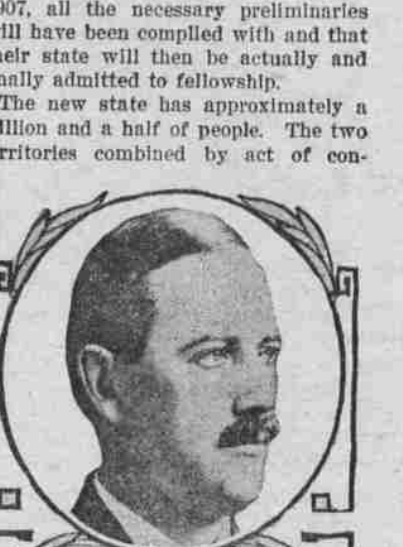 907, all the necessary preliminaries
ill have been complied with and that
eir state will then be actually and
nally admitted to fellowship.
The new state has approximately a
illion and a half of people. The two
rritories combined by act of con-